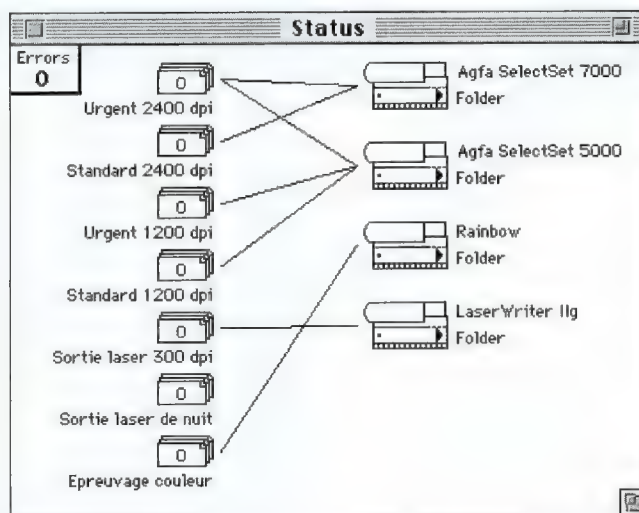 Status
Errors
0
0
Urgent 2400 dpi
0
Standard 2400 dpi
0
Urgent 1200 dpi
0
Standard 1200 dpi
0
Sortie laser 300 dpi
0
Sortie laser de nuit
0
Epreuvage couleur
Agfa SelectSet 7000
Folder
Agfa SelectSet 5000
Folder
Rainbow
Folder
LaserWriter IIg
Folder